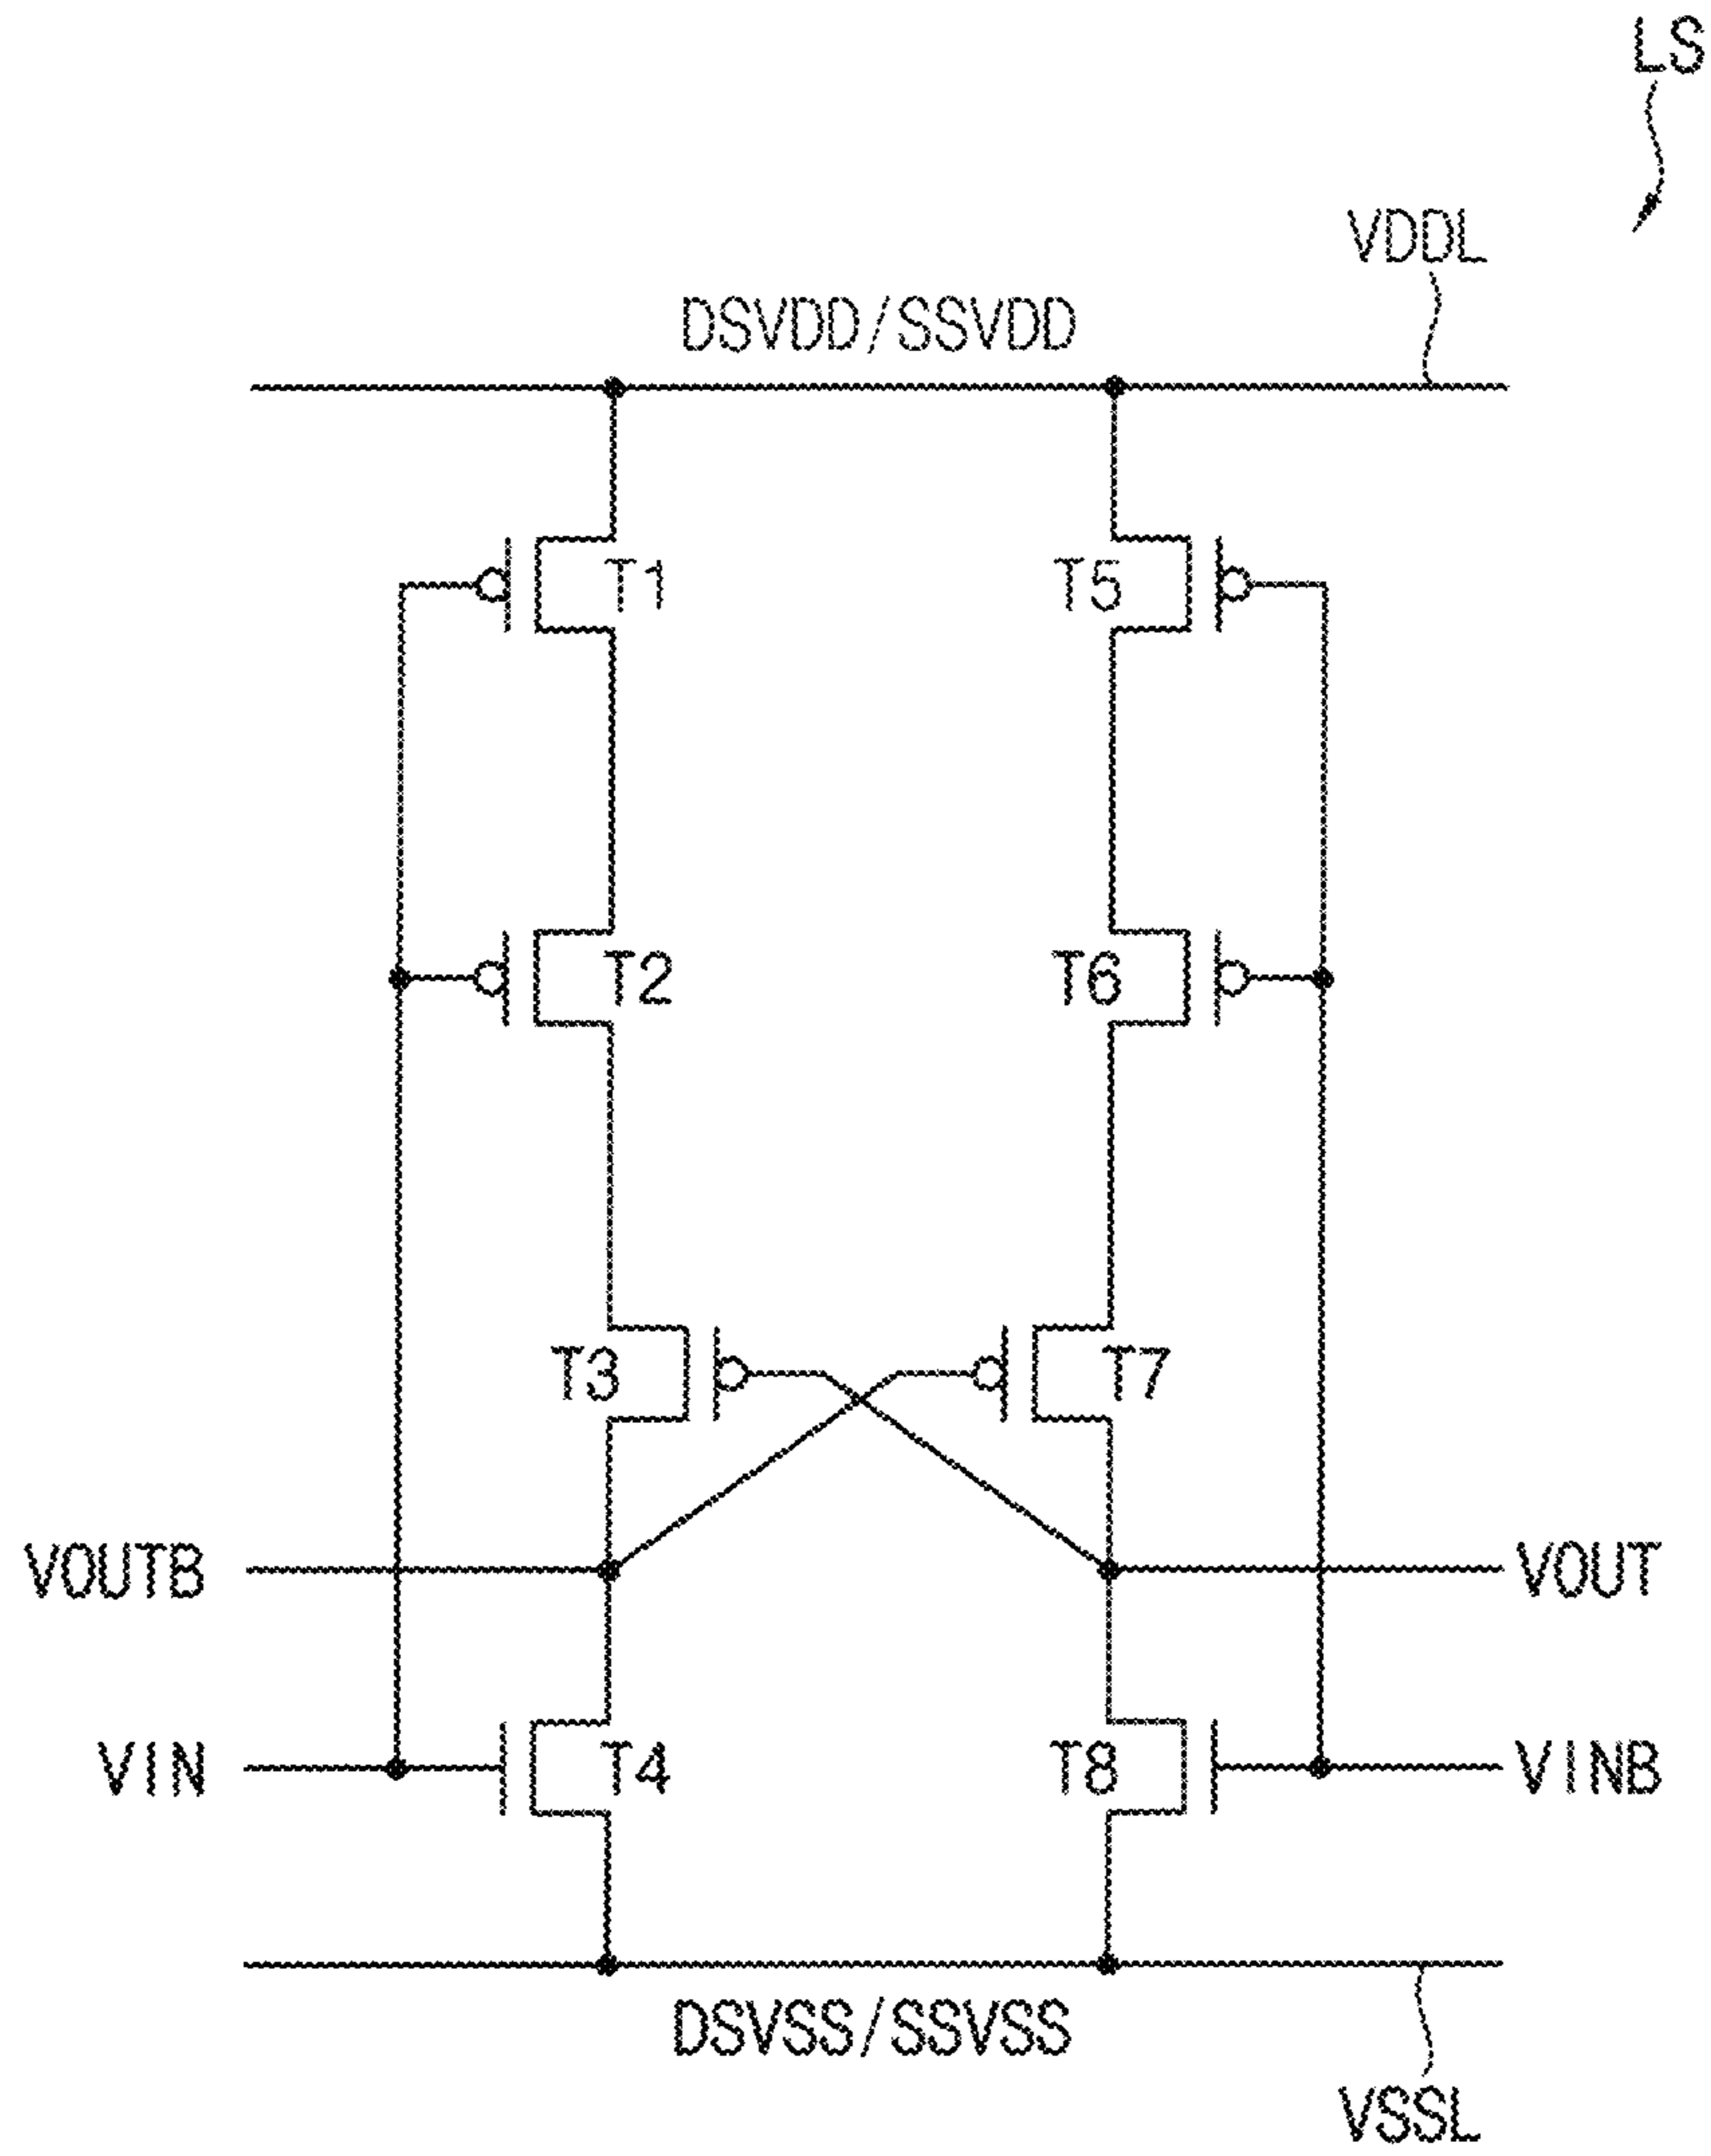 LS
VDDL
DSVDD/SSVDD
T1
T5
T2
T6
T3
T7
VOUTB
VOUT
VIN
T4
T8
VINB
DSVSS/SSVSS
VSSL